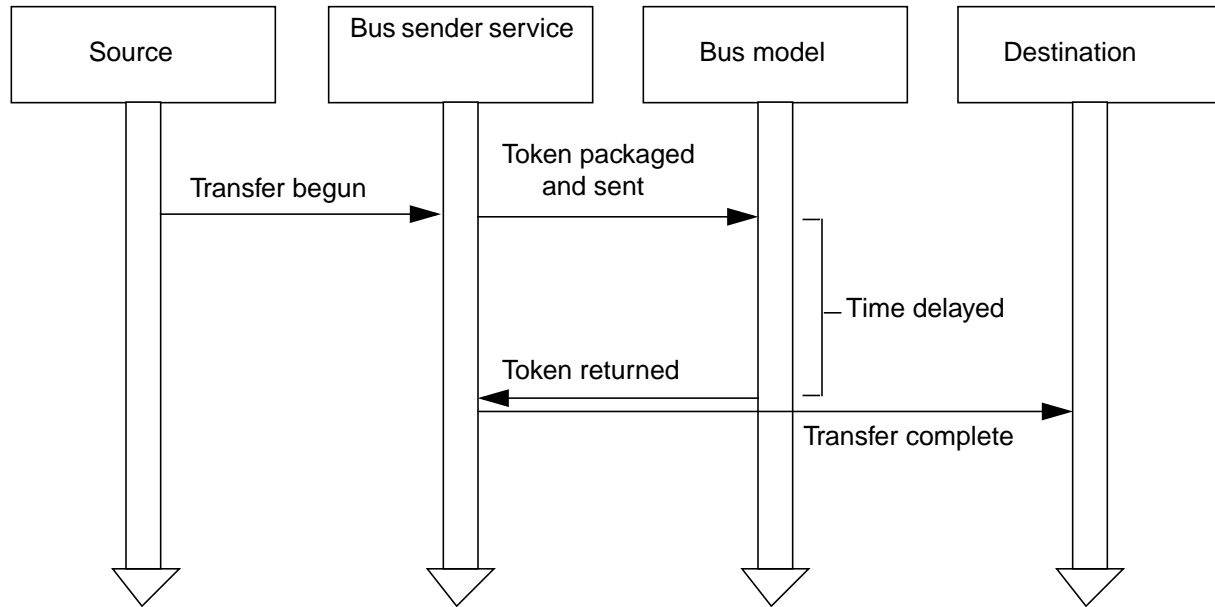 Source
Bus sender service
Bus model
Destination
Token packaged
and sent
Transfer begun
Time delayed
Token returned
Transfer complete